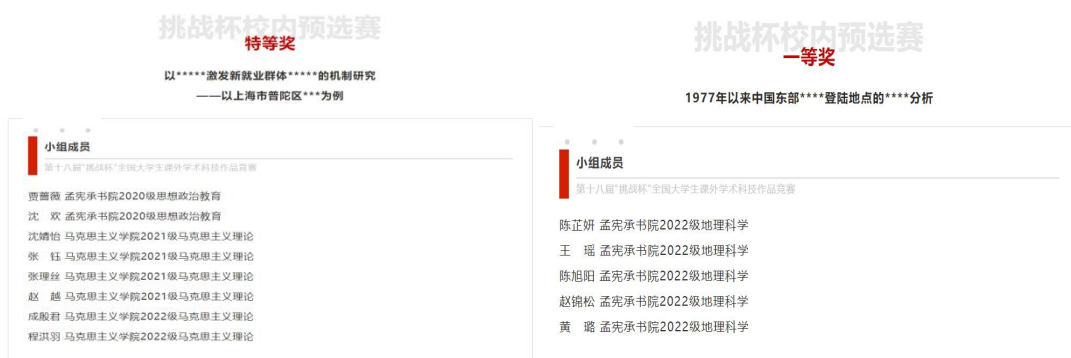 挑战杯校内预选赛
特等奖
以*****激发新就业群体*****的机制研究
——以上海市普陀区***为例
小组成员
第十八届“挑战杯”全国大学生课外学术科技作品竞赛
贾蔷薇 孟宪承书院2020级思想政治教育
沈 欢 孟宪承书院2020级思想政治教育
沈婧怡 马克思主义学院2021级马克思主义理论
张 钰 马克思主义学院2021级马克思主义理论
张理丝 马克思主义学院2021级马克思主义理论
赵 越 马克思主义学院2021级马克思主义理论
成殷君 马克思主义学院2022级马克思主义理论
程淇羽 马克思主义学院2022级马克思主义理论
挑战杯校内预选赛
一等奖
1977年以来中国东部****登陆地点的****分析
小组成员
第十八届“挑战杯”全国大学生课外学术科技作品竞赛
陈芷妍 孟宪承书院2022级地理科学
王 瑶 孟宪承书院2022级地理科学
陈旭阳 孟宪承书院2022级地理科学
赵锦松 孟宪承书院2022级地理科学
黄 璐 孟宪承书院2022级地理科学